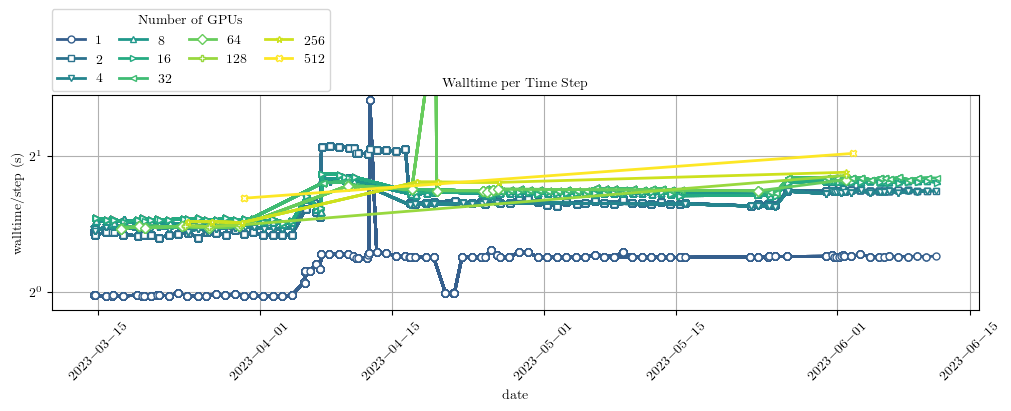 Number of GPUs
1 8 64 256
2 16 128 512
4 32
Walltime per Time Step
walltime/step (s)
2^1
2^0
2023−03−15
2023−04−01
2023−04−15
2023−05−01
2023−05−15
2023−06−01
2023−06−15
date